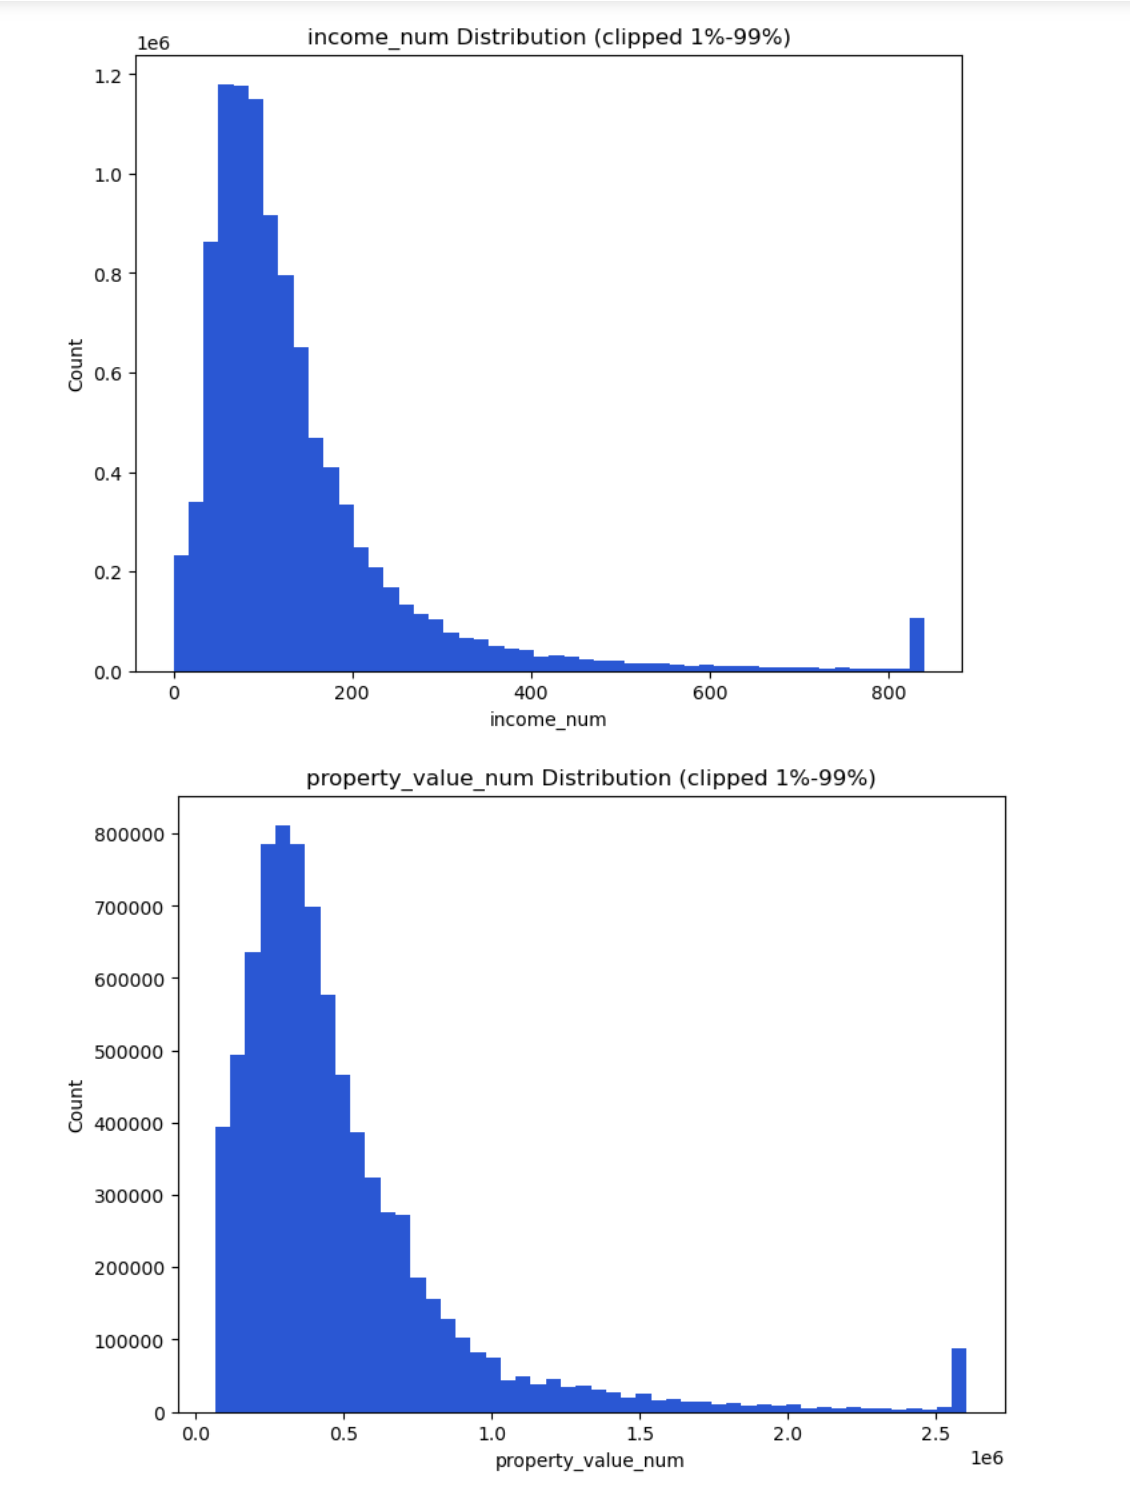 income_num Distribution (clipped 1%-99%)
1e6
1.2
1.0
0.8
0.6
0.4
0.2
0.0
Count
0 200 400 600 800
income_num
property_value_num Distribution (clipped 1%-99%)
800000
700000
600000
500000
400000
300000
200000
100000
0
Count
0.0 0.5 1.0 1.5 2.0 2.5
1e6
property_value_num